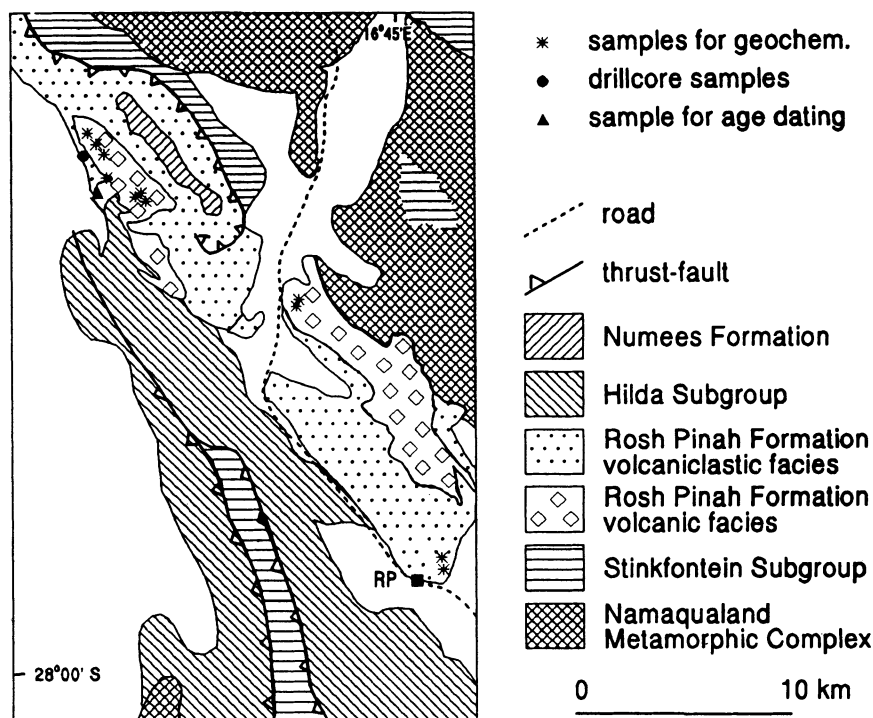 16°45'E
samples for geochem.
drillcore samples
sample for age dating
road
thrust-fault
Numees Formation
Hilda Subgroup
Rosh Pinah Formation
volcaniclastic facies
Rosh Pinah Formation
volcanic facies
Stinkfontein Subgroup
Namaqualand
Metamorphic Complex
RP
28°00' S
0 10 km